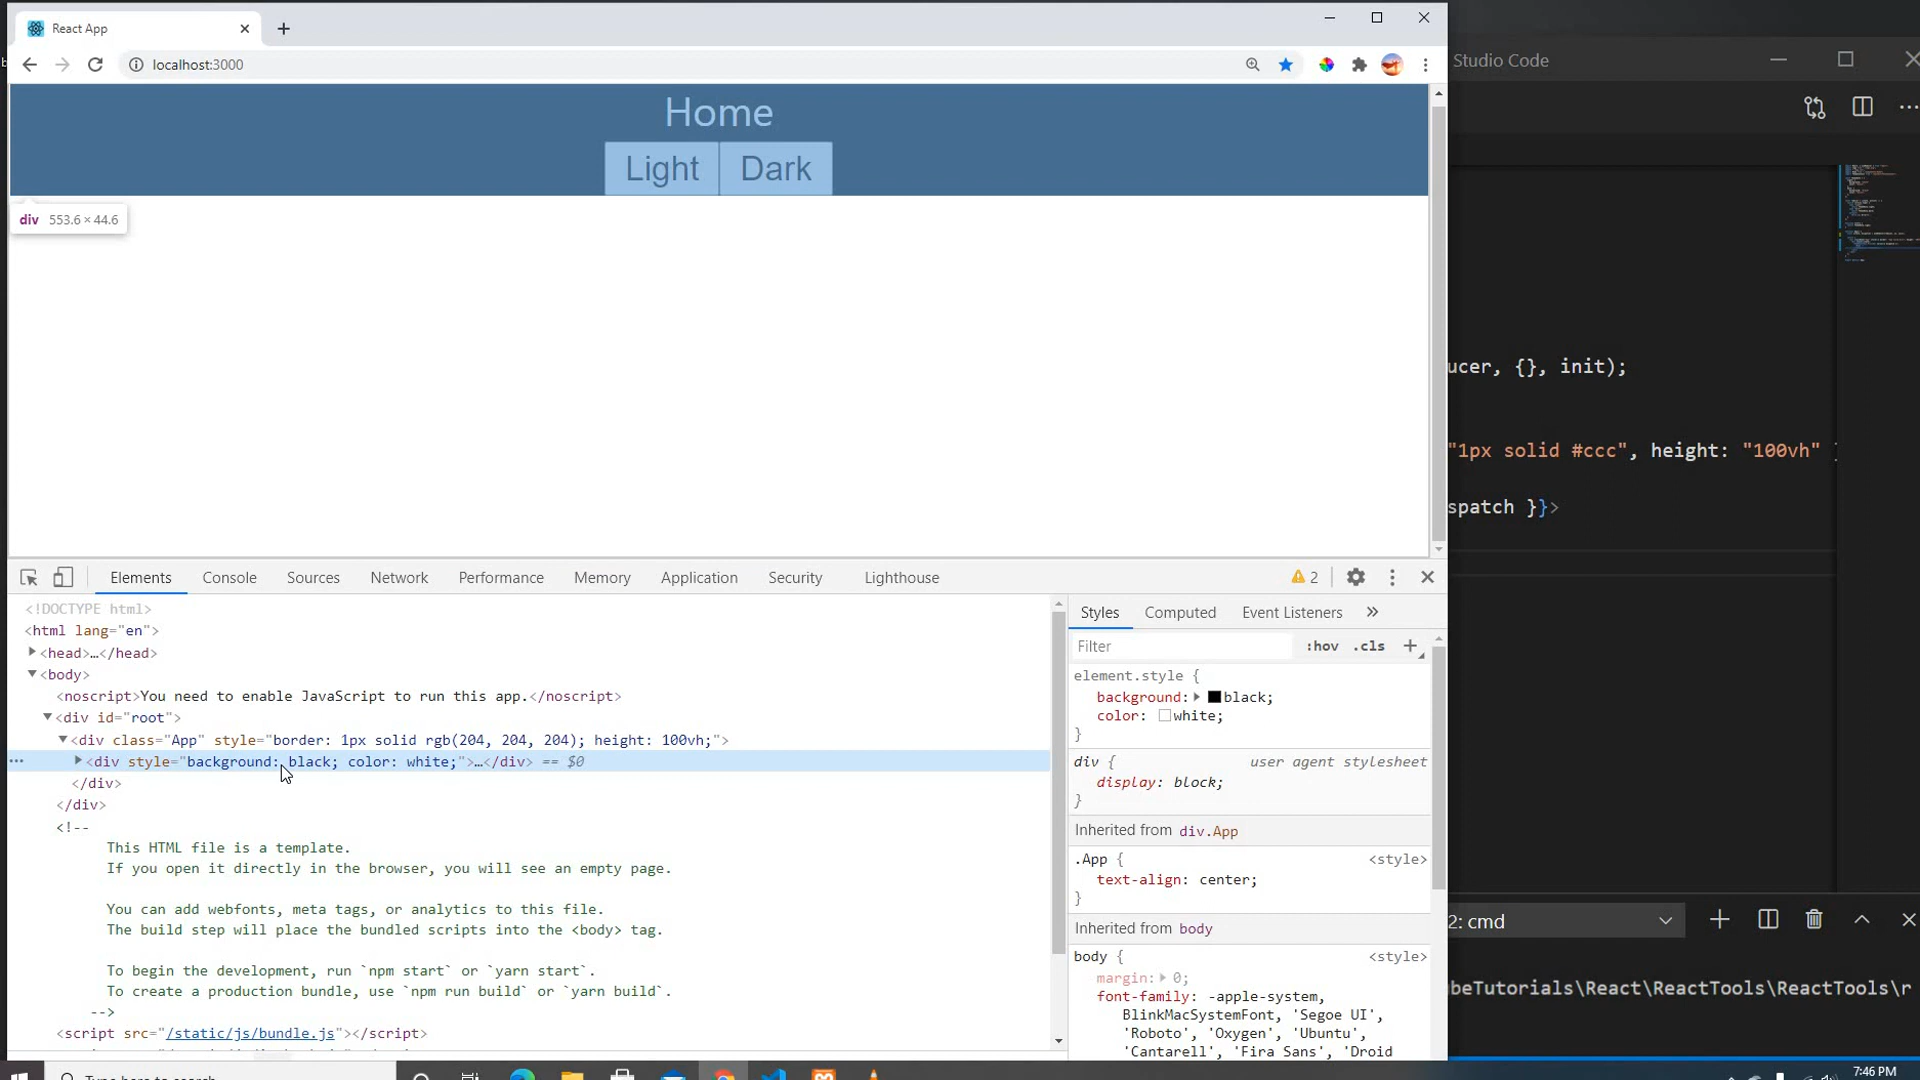 React App
localhost:3000
Studio Code
Home
Light
Dark
div 553.6 × 44.6
ucer, {}, init);
"1px solid #ccc", height: "100vh" }
spatch }}>
Elements
Console
Sources
Network
Performance
Memory
Application
Security
Lighthouse
2
<!DOCTYPE html>
<html lang="en">
<head>…</head>
<body>
<noscript>You need to enable JavaScript to run this app.</noscript>
<div id="root">
<div class="App" style="border: 1px solid rgb(204, 204, 204); height: 100vh;">
<div style="background: black; color: white;">…</div> == $0
</div>
</div>
<!--
This HTML file is a template.
If you open it directly in the browser, you will see an empty page.
You can add webfonts, meta tags, or analytics to this file.
The build step will place the bundled scripts into the <body> tag.
To begin the development, run `npm start` or `yarn start`.
To create a production bundle, use `npm run build` or `yarn build`.
-->
<script src="/static/js/bundle.js"></script>
Styles
Computed
Event Listeners
Filter
:hov
.cls
element.style {
background: black;
color: white;
}
div {
user agent stylesheet
display: block;
}
Inherited from div.App
.App {
<style>
text-align: center;
}
Inherited from body
body {
<style>
margin: 0;
font-family: -apple-system,
BlinkMacSystemFont, 'Segoe UI',
'Roboto', 'Oxygen', 'Ubuntu',
'Cantarell', 'Fira Sans', 'Droid
2: cmd
beTutorials\React\ReactTools\ReactTools\r
Type here to search
7:46 PM